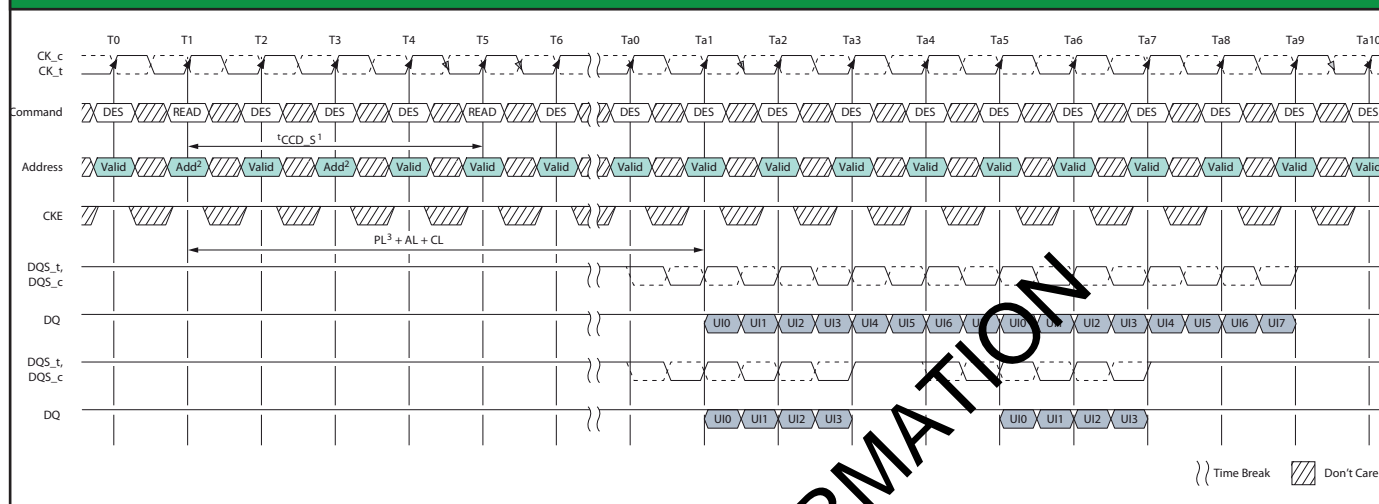 T0 T1 T2 T3 T4 T5 T6 Ta0 Ta1 Ta2 Ta3 Ta4 Ta5 Ta6 Ta7 Ta8 Ta9 Ta10
CK_c
CK_t
Command DES READ DES DES DES READ DES DES DES DES DES DES DES DES DES DES DES DES
tCCD_S1
Address Valid Add2 Valid Add2 Valid Valid Valid Valid Valid Valid Valid Valid Valid Valid Valid Valid Valid Valid
CKE
PL3 + AL + CL
DQS_t,
DQS_c
DQ UI0 UI1 UI2 UI3 UI4 UI5 UI6 UI0 UI2 UI3 UI4 UI5 UI6 UI7
DQS_t,
DQS_c
DQ UI0 UI1 UI2 UI3 UI0 UI1 UI2 UI3
RMATION
Time Break Don't Care